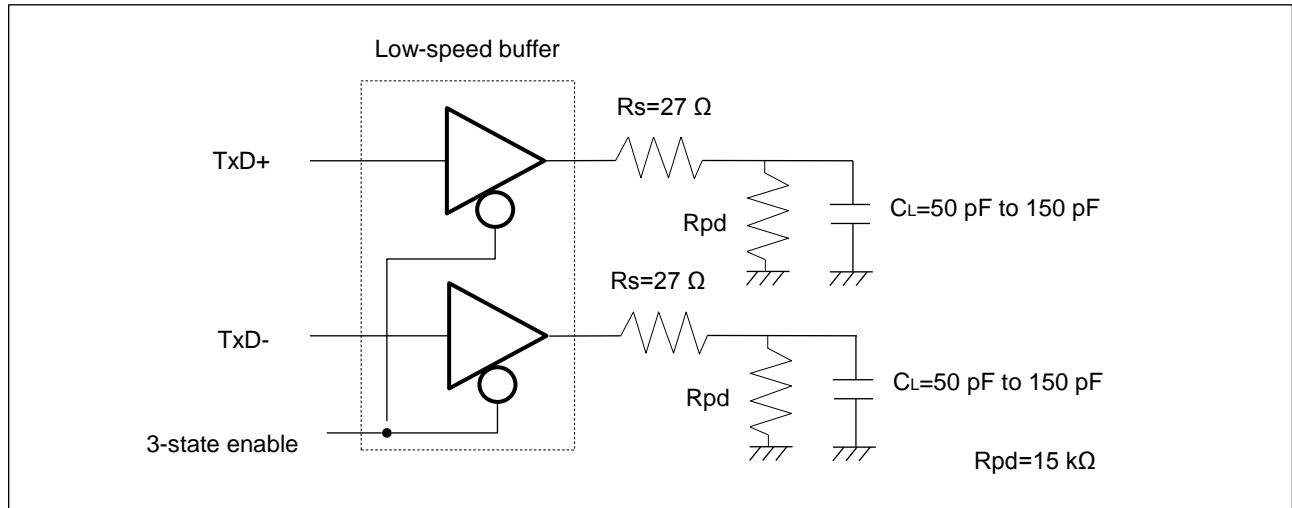 Low-speed buffer
Rs=27 Ω
TxD+
CL=50 pF to 150 pF
Rpd
Rs=27 Ω
TxD-
CL=50 pF to 150 pF
Rpd
3-state enable
Rpd=15 kΩ